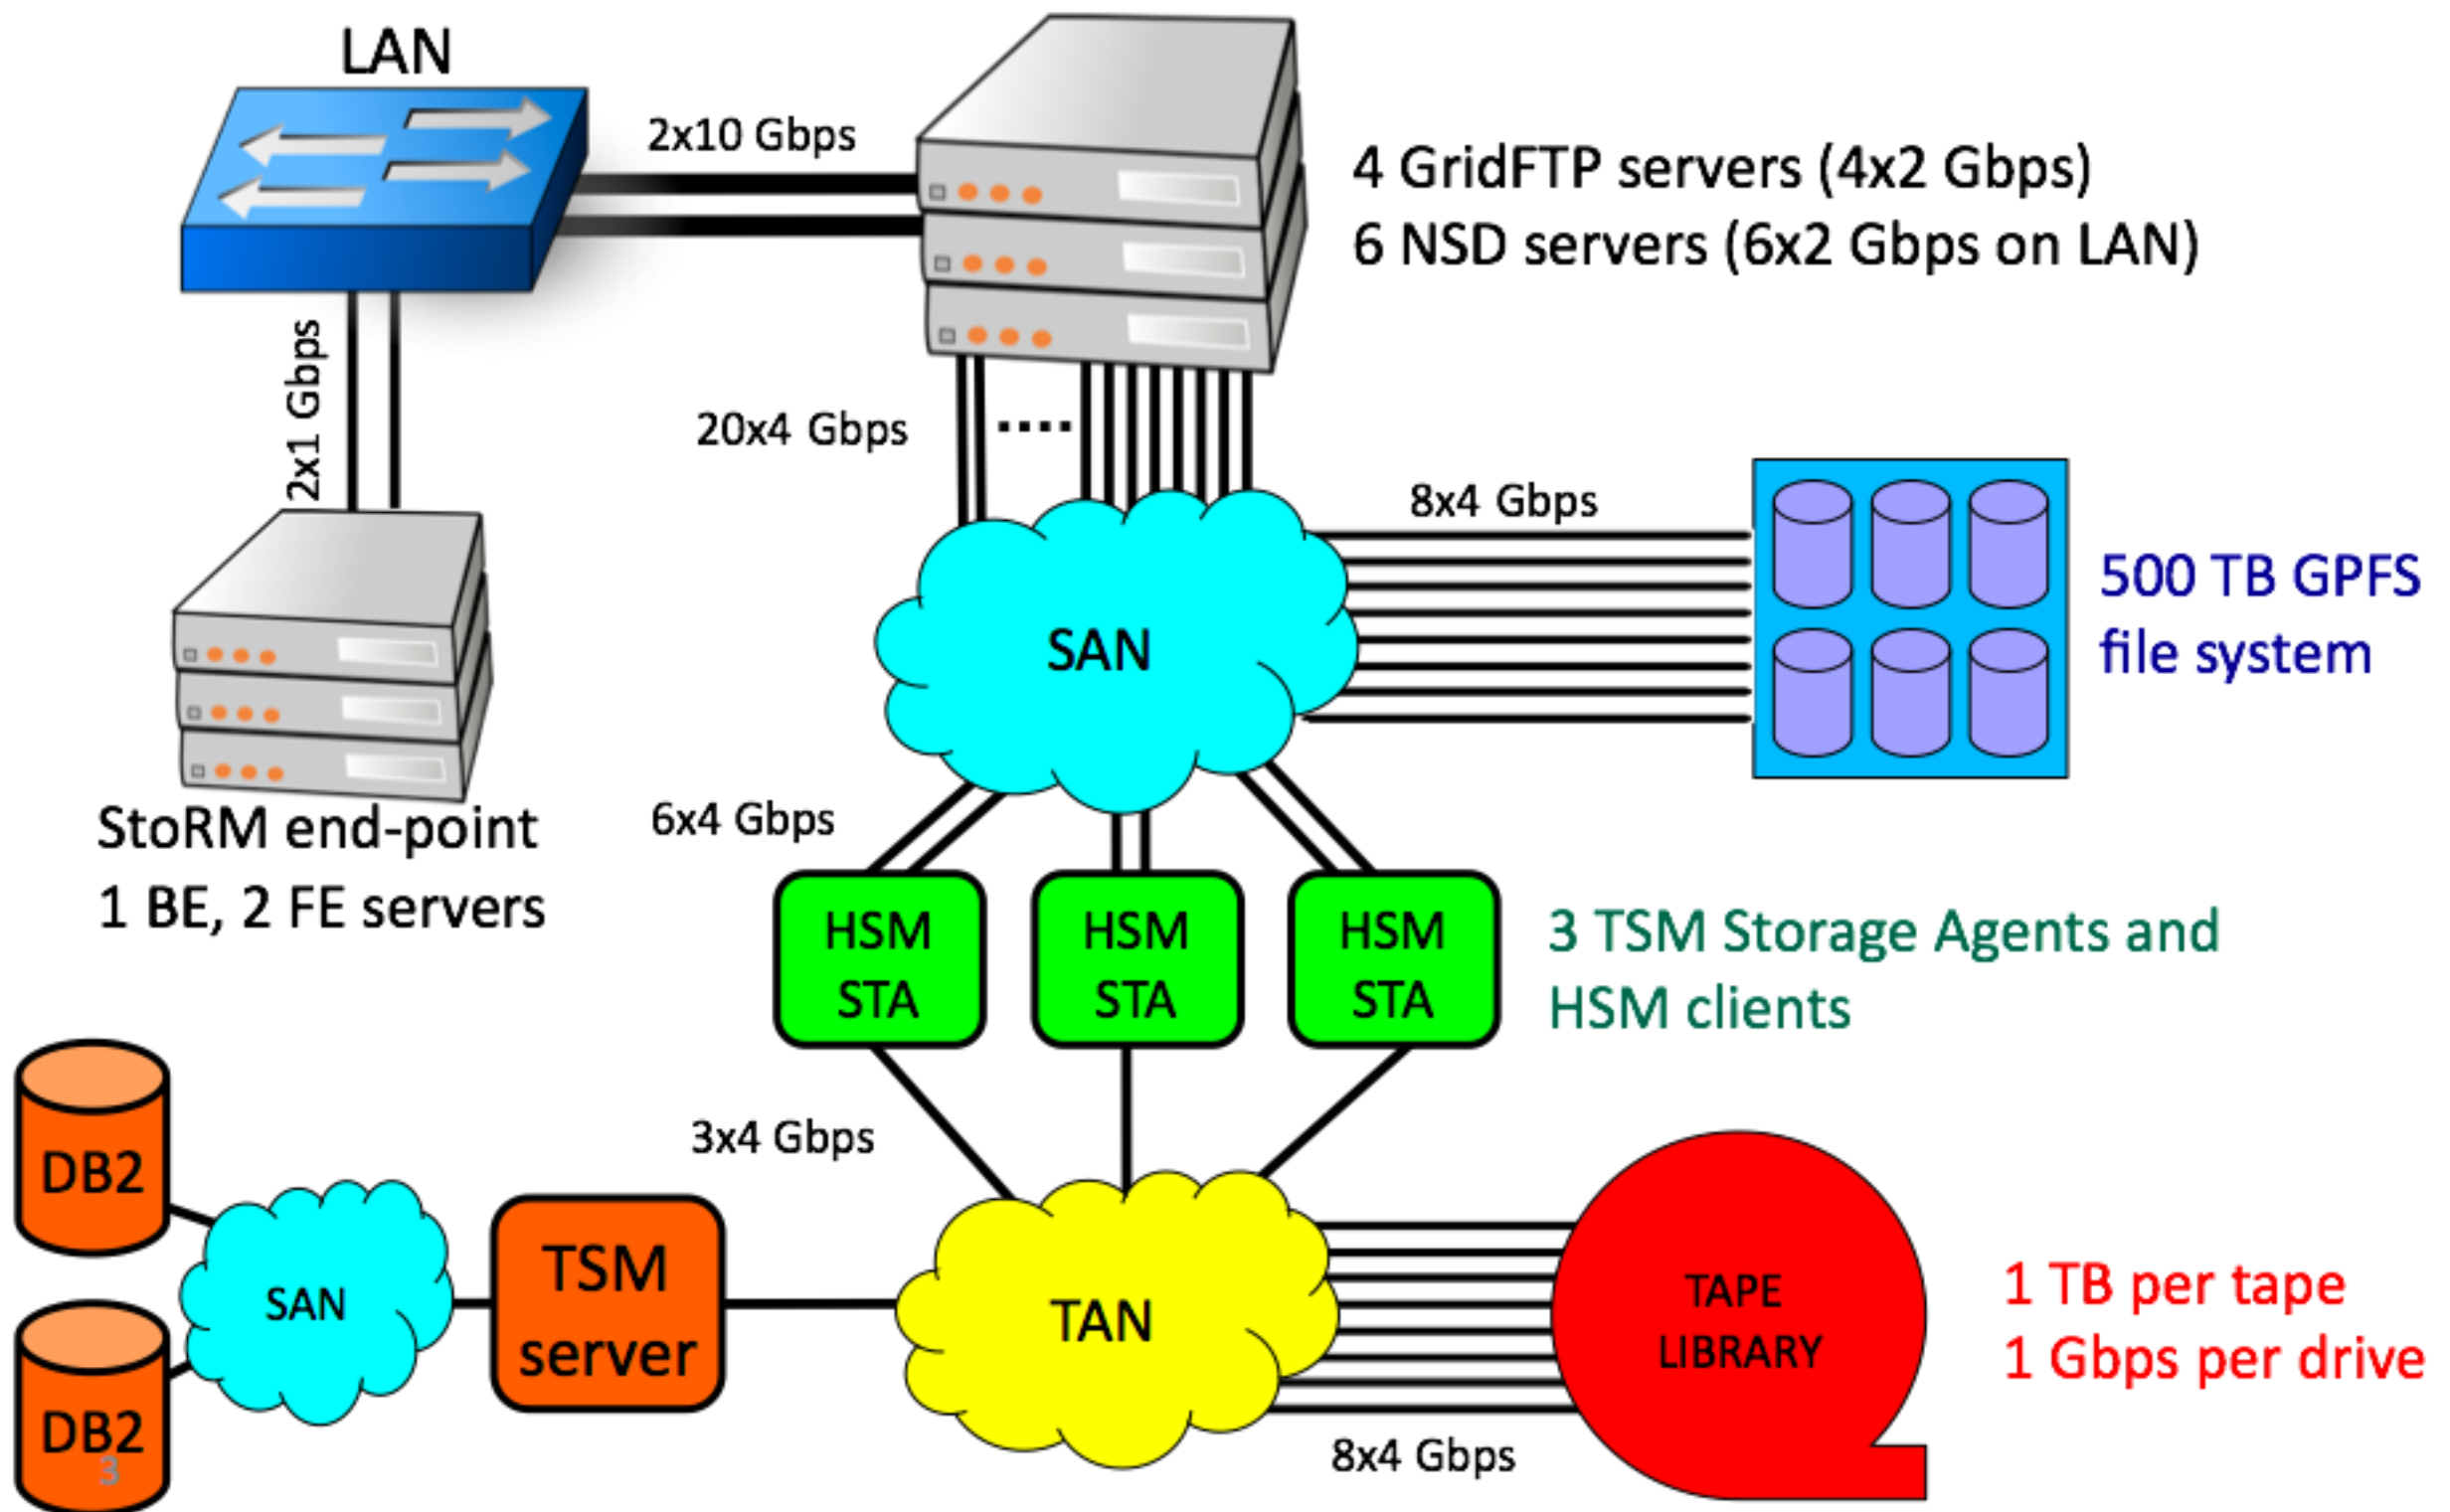 LAN
2x10 Gbps
4 GridFTP servers (4x2 Gbps)
6 NSD servers (6x2 Gbps on LAN)
2x1 Gbps
20x4 Gbps
....
8x4 Gbps
500 TB GPFS
file system
SAN
StoRM end-point
1 BE, 2 FE servers
6x4 Gbps
HSM
STA
HSM
STA
HSM
STA
3 TSM Storage Agents and
HSM clients
3x4 Gbps
DB2
SAN
TSM
server
TAN
TAPE
LIBRARY
1 TB per tape
1 Gbps per drive
DB2
3
8x4 Gbps